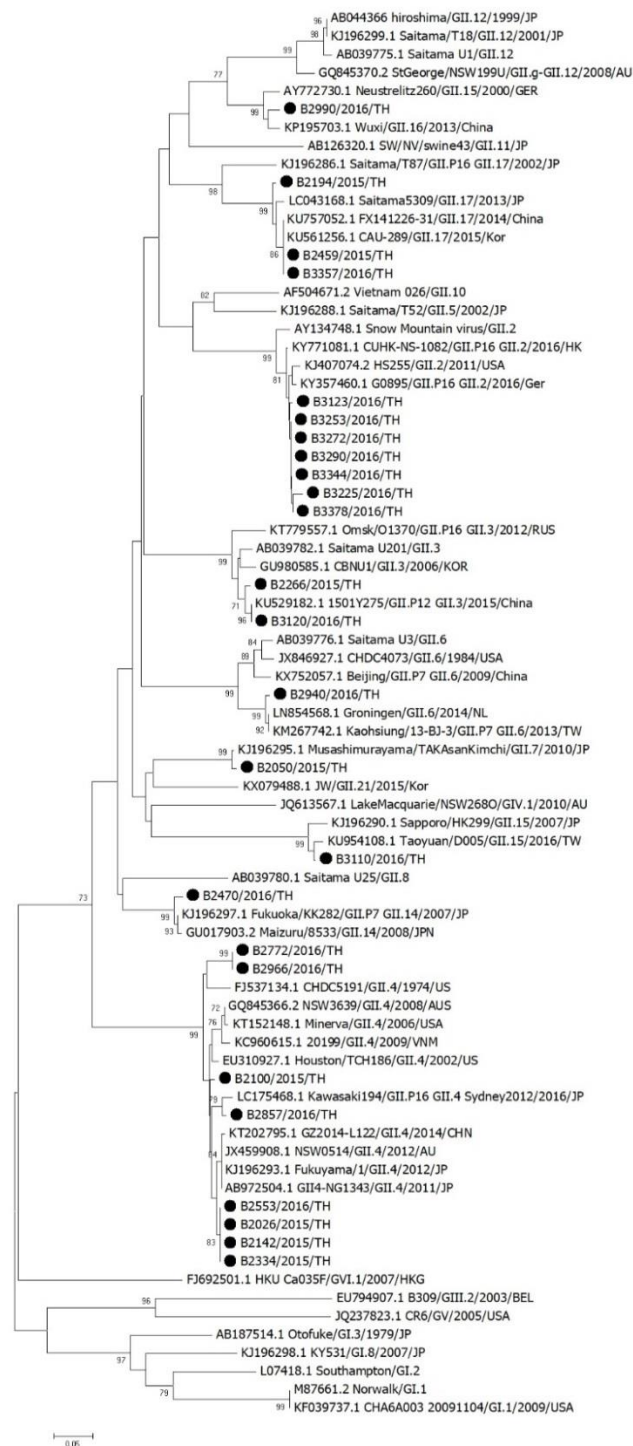 96
AB044366 hiroshima/GII.12/1999/JP
98
KJ196299.1 Saitama/T18/GII.12/2001/JP
99
AB039775.1 Saitama U1/GII.12
GQ845370.2 StGeorge/NSW199U/GII.g-GII.12/2008/AU
77
AY772730.1 Neustrelitz260/GII.15/2000/GER
99
B2990/2016/TH
KP195703.1 Wuxi/GII.16/2013/China
AB126320.1 SW/NV/swine43/GII.11/JP
KJ196286.1 Saitama/T87/GII.P16 GII.17/2002/JP
98
B2194/2015/TH
99
LC043168.1 Saitama5309/GII.17/2013/JP
KU757052.1 FX141226-31/GII.17/2014/China
KU561256.1 CAU-289/GII.17/2015/Kor
86
B2459/2015/TH
B3357/2016/TH
82
AF504671.2 Vietnam 026/GII.10
KJ196288.1 Saitama/T52/GII.5/2002/JP
AY134748.1 Snow Mountain virus/GII.2
99
KY771081.1 CUHK-NS-1082/GII.P16 GII.2/2016/HK
KJ407074.2 HS255/GII.2/2011/USA
81
KY357460.1 G0895/GII.P16 GII.2/2016/Ger
B3123/2016/TH
B3253/2016/TH
B3272/2016/TH
B3290/2016/TH
B3344/2016/TH
B3225/2016/TH
B3378/2016/TH
KT779557.1 Omsk/O1370/GII.P16 GII.3/2012/RUS
99
AB039782.1 Saitama U201/GII.3
GU980585.1 CBNU1/GII.3/2006/KOR
B2266/2015/TH
71
KU529182.1 1501Y275/GII.P12 GII.3/2015/China
96
B3120/2016/TH
84
AB039776.1 Saitama U3/GII.6
89
JX846927.1 CHDC4073/GII.6/1984/USA
KX752057.1 Beijing/GII.P7 GII.6/2009/China
99
B2940/2016/TH
99
LN854568.1 Groningen/GII.6/2014/NL
92
KM267742.1 Kaohsiung/13-BJ-3/GII.P7 GII.6/2013/TW
99
KJ196295.1 Musashimurayama/TAKAsanKimchi/GII.7/2010/JP
B2050/2015/TH
KX079488.1 JW/GII.21/2015/Kor
JQ613567.1 LakeMacquarie/NSW268O/GIV.1/2010/AU
KJ196290.1 Sapporo/HK299/GII.15/2007/JP
99
KU954108.1 Taoyuan/D005/GII.15/2016/TW
B3110/2016/TH
AB039780.1 Saitama U25/GII.8
73
B2470/2016/TH
99
KJ196297.1 Fukuoka/KK282/GII.P7 GII.14/2007/JP
93
GU017903.2 Maizuru/8533/GII.14/2008/JPN
99
B2772/2016/TH
B2966/2016/TH
FJ537134.1 CHDC5191/GII.4/1974/US
72
GQ845366.2 NSW3639/GII.4/2008/AUS
76
KT152148.1 Minerva/GII.4/2006/USA
99
KC960615.1 20199/GII.4/2009/VNM
EU310927.1 Houston/TCH186/GII.4/2002/US
B2100/2015/TH
79
LC175468.1 Kawasaki194/GII.P16 GII.4 Sydney2012/2016/JP
B2857/2016/TH
KT202795.1 GZ2014-L122/GII.4/2014/CHN
JX459908.1 NSW0514/GII.4/2012/AU
KJ196293.1 Fukuyama/1/GII.4/2012/JP
AB972504.1 GII4-NG1343/GII.4/2011/JP
B2553/2016/TH
B2026/2015/TH
83
B2142/2015/TH
B2334/2015/TH
FJ692501.1 HKU Ca035F/GVI.1/2007/HKG
96
EU794907.1 B309/GIII.2/2003/BEL
JQ237823.1 CR6/GV/2005/USA
AB187514.1 Otofuke/GI.3/1979/JP
97
KJ196298.1 KY531/GI.8/2007/JP
L07418.1 Southampton/GI.2
79
M87661.2 Norwalk/GI.1
99
KF039737.1 CHA6A003 20091104/GI.1/2009/USA
0.05